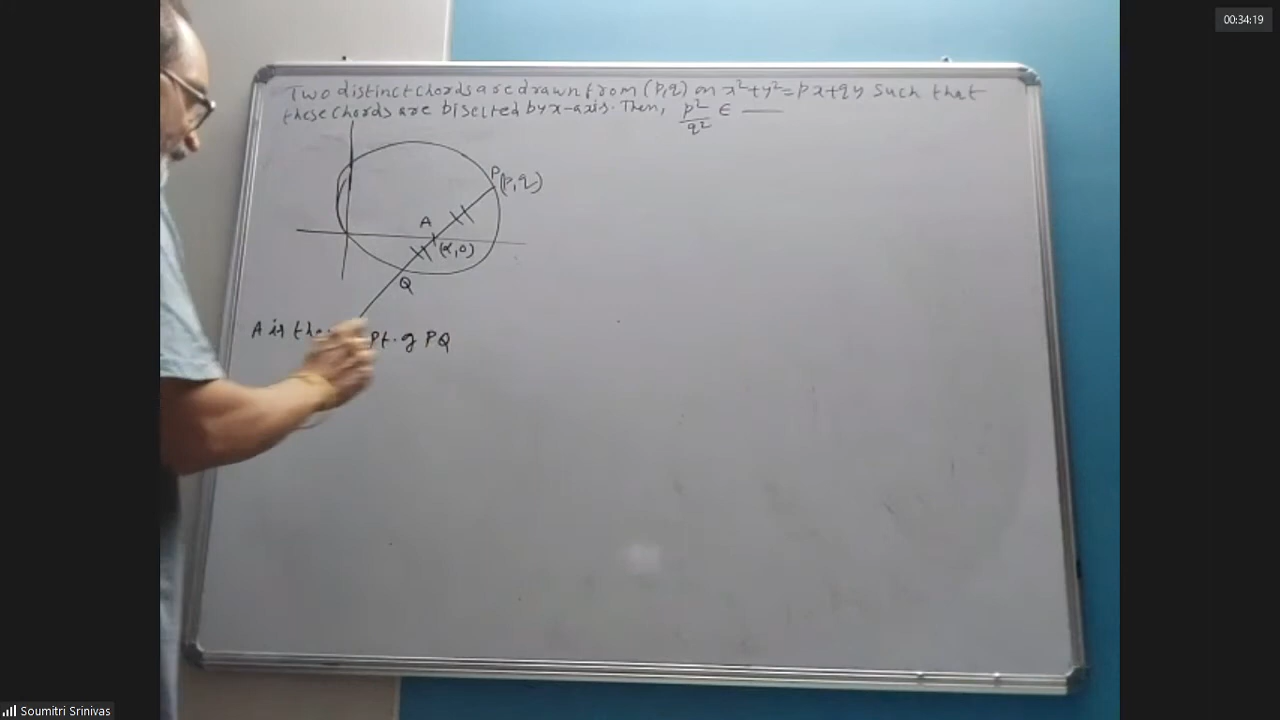 00:34:19
Two distinct chords are drawn from (p,q) on x²+y²=px+qy such that
these chords are bisected by x-axis. Then, p²/q² ∈ ——
P(p,q)
A
(α,0)
Q
A is the pt. of PQ
Soumitri Srinivas